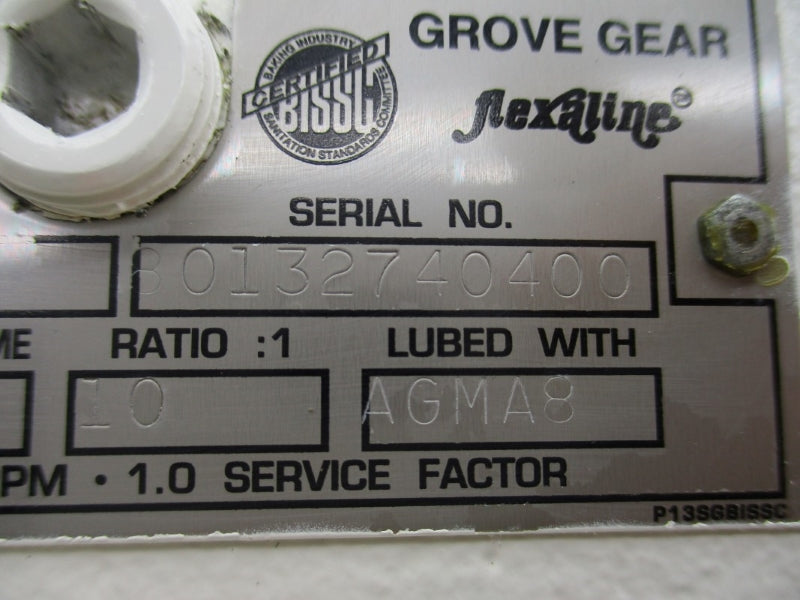 GROVE GEAR
BAKING INDUSTRY
CERTIFIED
BISSC
SANITATION STANDARDS COMMITTEE
flexaline®
SERIAL NO.
80132740400
ME RATIO :1 LUBED WITH
10 AGMA8
PM • 1.0 SERVICE FACTOR
P13SGBISSC